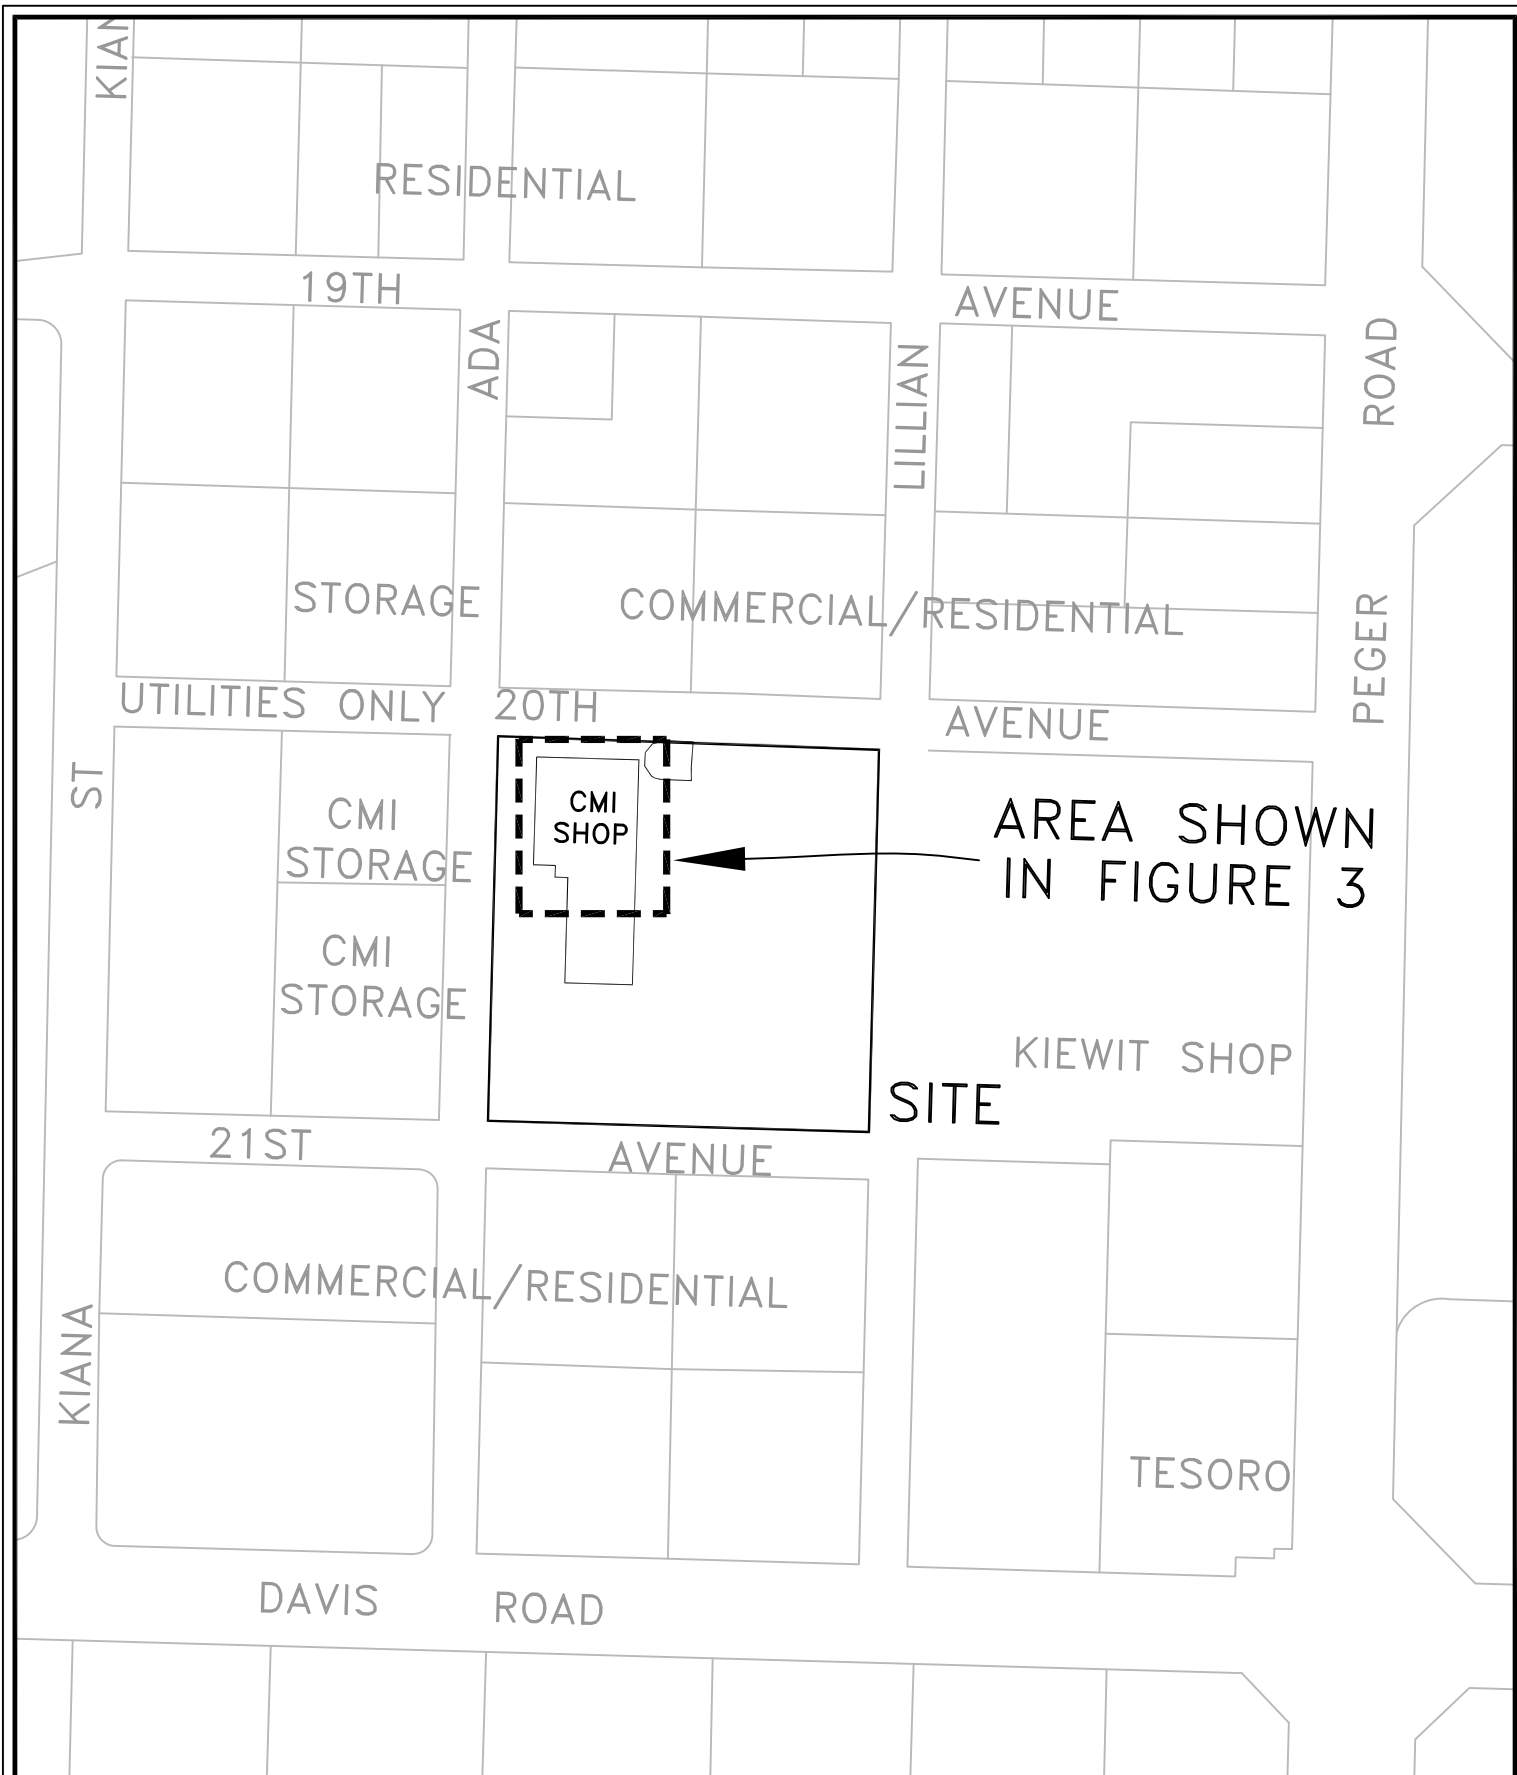 KIAN
RESIDENTIAL
19TH
AVENUE
ADA
LILLIAN
ROAD
STORAGE
COMMERCIAL/RESIDENTIAL
PEGER
UTILITIES ONLY
20TH
AVENUE
ST
CMI
STORAGE
CMI
SHOP
AREA SHOWN
IN FIGURE 3
CMI
STORAGE
KIEWIT SHOP
SITE
21ST
AVENUE
COMMERCIAL/RESIDENTIAL
KIANA
TESORO
DAVIS
ROAD